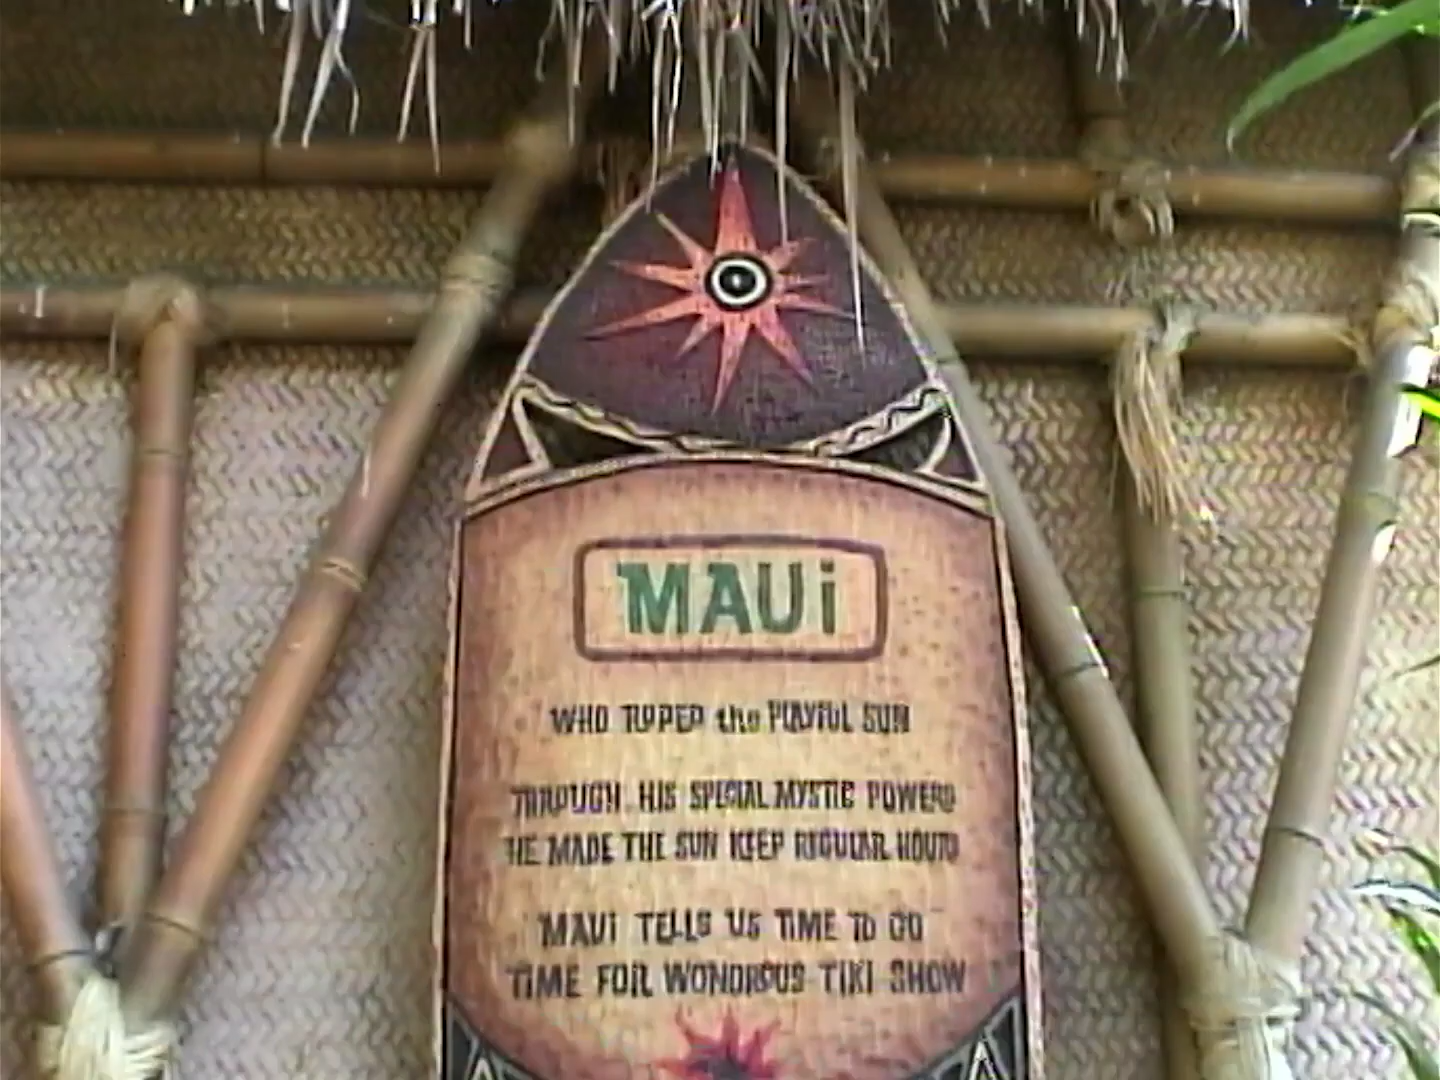 MAUi
WHO ROPED the PLAYFUL SUN
THROUGH HIS SPECIAL MYSTIC POWERS
HE MADE THE SUN KEEP REGULAR HOURS
MAUI TELLS US TIME TO GO
TIME FOR WONDROUS TIKI SHOW